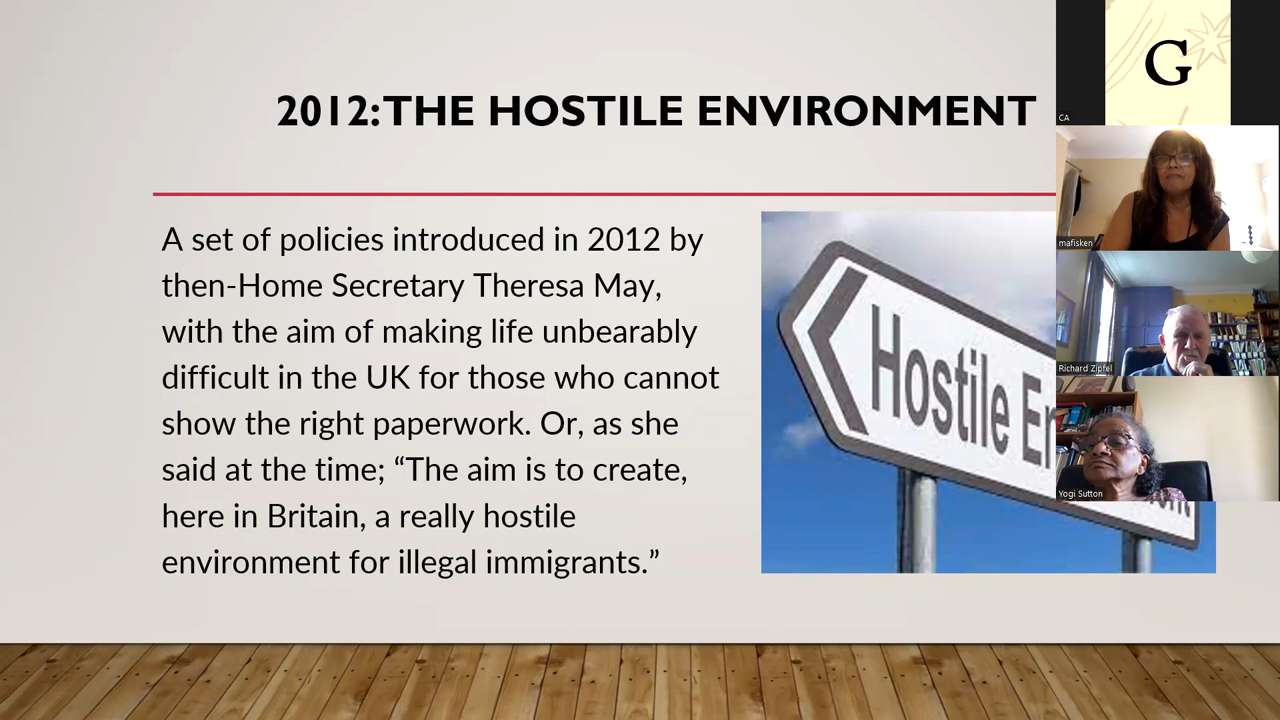 2012: THE HOSTILE ENVIRONMENT
A set of policies introduced in 2012 by
then-Home Secretary Theresa May,
with the aim of making life unbearably
difficult in the UK for those who cannot
show the right paperwork. Or, as she
said at the time; “The aim is to create,
here in Britain, a really hostile
environment for illegal immigrants.”
Hostile
G
CA
mafisken
Richard Zipfel
Yogi Sutton